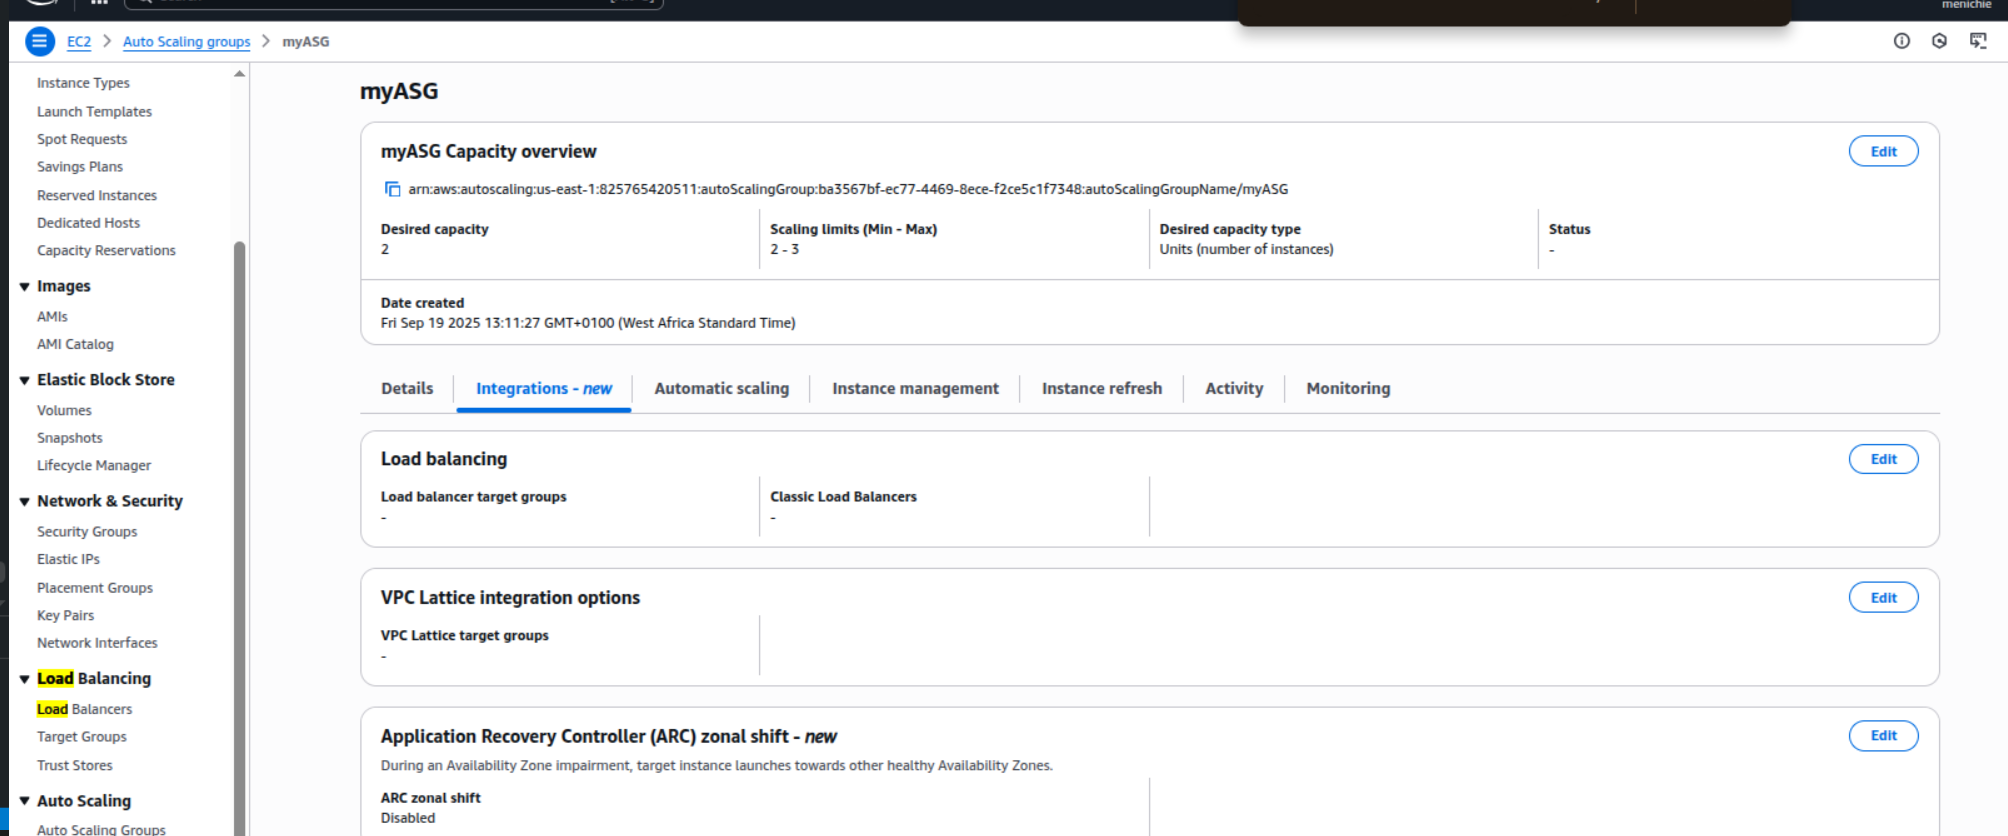 menichie
EC2 > Auto Scaling groups > myASG
Instance Types
Launch Templates
Spot Requests
Savings Plans
Reserved Instances
Dedicated Hosts
Capacity Reservations
Images
AMIs
AMI Catalog
Elastic Block Store
Volumes
Snapshots
Lifecycle Manager
Network & Security
Security Groups
Elastic IPs
Placement Groups
Key Pairs
Network Interfaces
Load Balancing
Load Balancers
Target Groups
Trust Stores
Auto Scaling
Auto Scaling Groups
myASG
myASG Capacity overview
Edit
arn:aws:autoscaling:us-east-1:825765420511:autoScalingGroup:ba3567bf-ec77-4469-8ece-f2ce5c1f7348:autoScalingGroupName/myASG
Desired capacity
2
Scaling limits (Min - Max)
2 - 3
Desired capacity type
Units (number of instances)
Status
-
Date created
Fri Sep 19 2025 13:11:27 GMT+0100 (West Africa Standard Time)
Details
Integrations - new
Automatic scaling
Instance management
Instance refresh
Activity
Monitoring
Load balancing
Edit
Load balancer target groups
-
Classic Load Balancers
-
VPC Lattice integration options
Edit
VPC Lattice target groups
-
Application Recovery Controller (ARC) zonal shift - new
Edit
During an Availability Zone impairment, target instance launches towards other healthy Availability Zones.
ARC zonal shift
Disabled